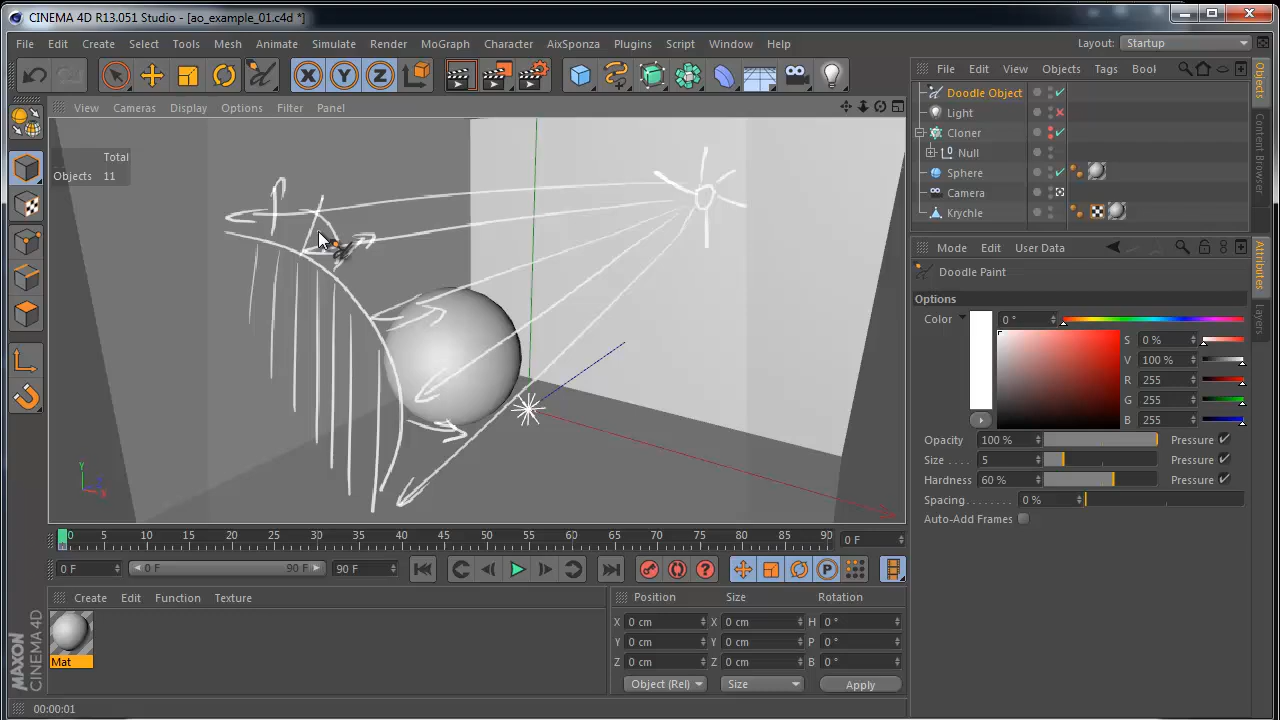 CINEMA 4D R13.051 Studio - [ao_example_01.c4d *]
File Edit Create Select Tools Mesh Animate Simulate Render MoGraph Character AixSponza Plugins Script Window Help Layout: Startup
File Edit View Objects Tags Bool
Doodle Object
Light
Cloner
Null
Sphere
Camera
Krychle
Objects
Content Browser
View Cameras Display Options Filter Panel
Total
Objects 11
Y
X
Mode Edit User Data
Doodle Paint
Options
Color 0 °
S 0 %
V 100 %
R 255
G 255
B 255
Opacity 100 % Pressure
Size . . . . 5 Pressure
Hardness 60 % Pressure
Spacing. . . . . . . . 0 %
Auto-Add Frames
Attributes
Layers
0 5 10 15 20 25 30 35 40 45 50 55 60 65 70 75 80 85 90 0 F
0 F 0 F 90 F 90 F
Create Edit Function Texture
Mat
Position Size Rotation
X 0 cm X 0 cm H 0 °
Y 0 cm Y 0 cm P 0 °
Z 0 cm Z 0 cm B 0 °
Object (Rel) Size Apply
MAXON
CINEMA 4D
00:00:01